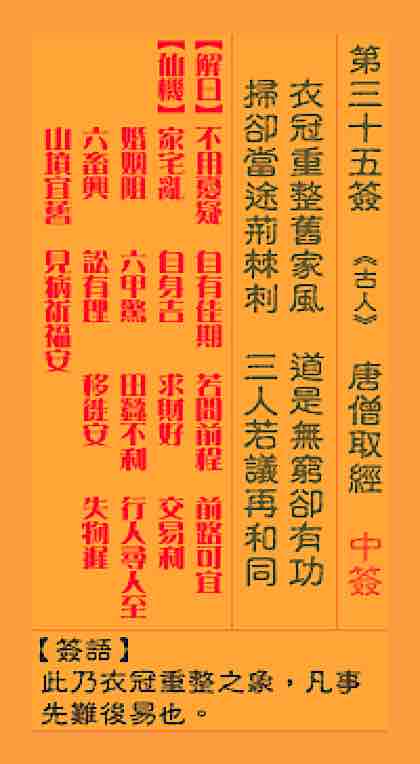 第三十五簽 《古人》 唐僧取經 中簽
衣冠重整舊家風 道是無窮卻有功
掃卻當途荊棘刺 三人若議再和同
【解曰】不用憂疑 自有佳期 若問前程 前路可宜
【仙機】家宅亂 自身吉 求財好 交易利
婚姻阻 六甲驚 田蠶不利 行人尋人至
六畜興 訟有理 移徙安 失物遲
山墳宜舊 見病祈福安
【簽語】
此乃衣冠重整之象，凡事
先難後易也。